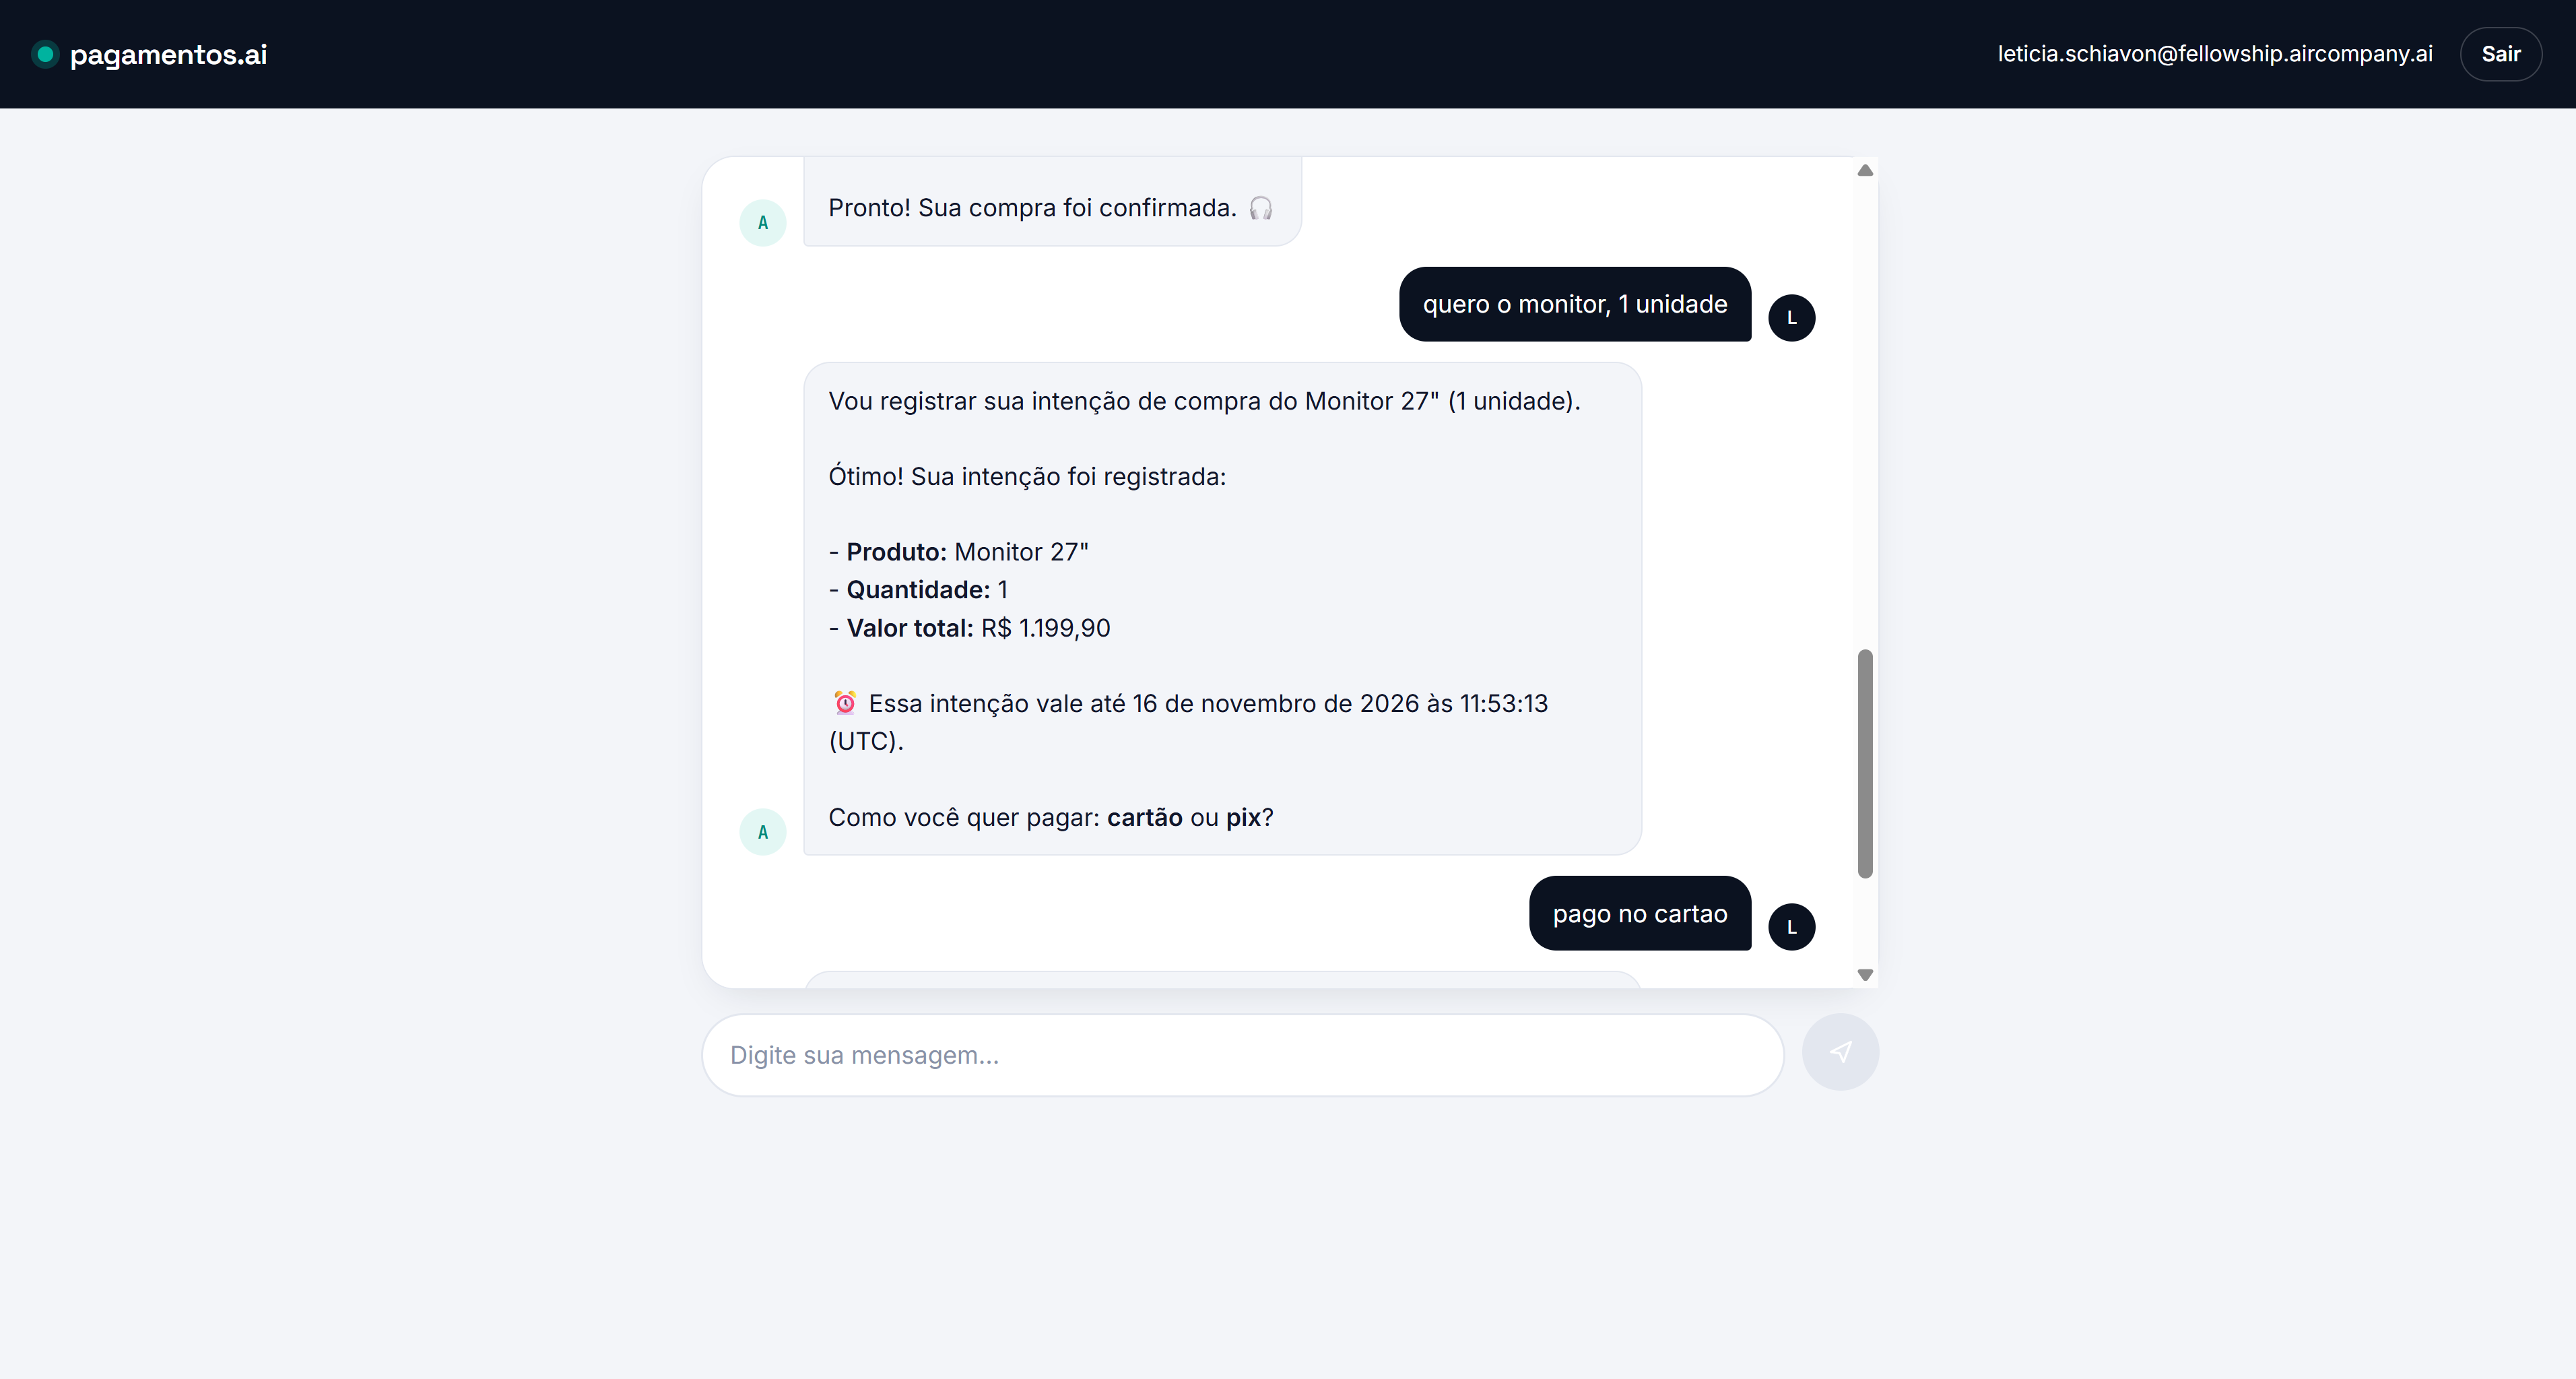 pagamentos.ai
leticia.schiavon@fellowship.aircompany.ai
Sair
Pronto! Sua compra foi confirmada. 🎧
A
quero o monitor, 1 unidade
L
Vou registrar sua intenção de compra do Monitor 27" (1 unidade).
Ótimo! Sua intenção foi registrada:
- Produto: Monitor 27"
- Quantidade: 1
- Valor total: R$ 1.199,90
⏰ Essa intenção vale até 16 de novembro de 2026 às 11:53:13
(UTC).
Como você quer pagar: cartão ou pix?
A
pago no cartao
L
Digite sua mensagem...